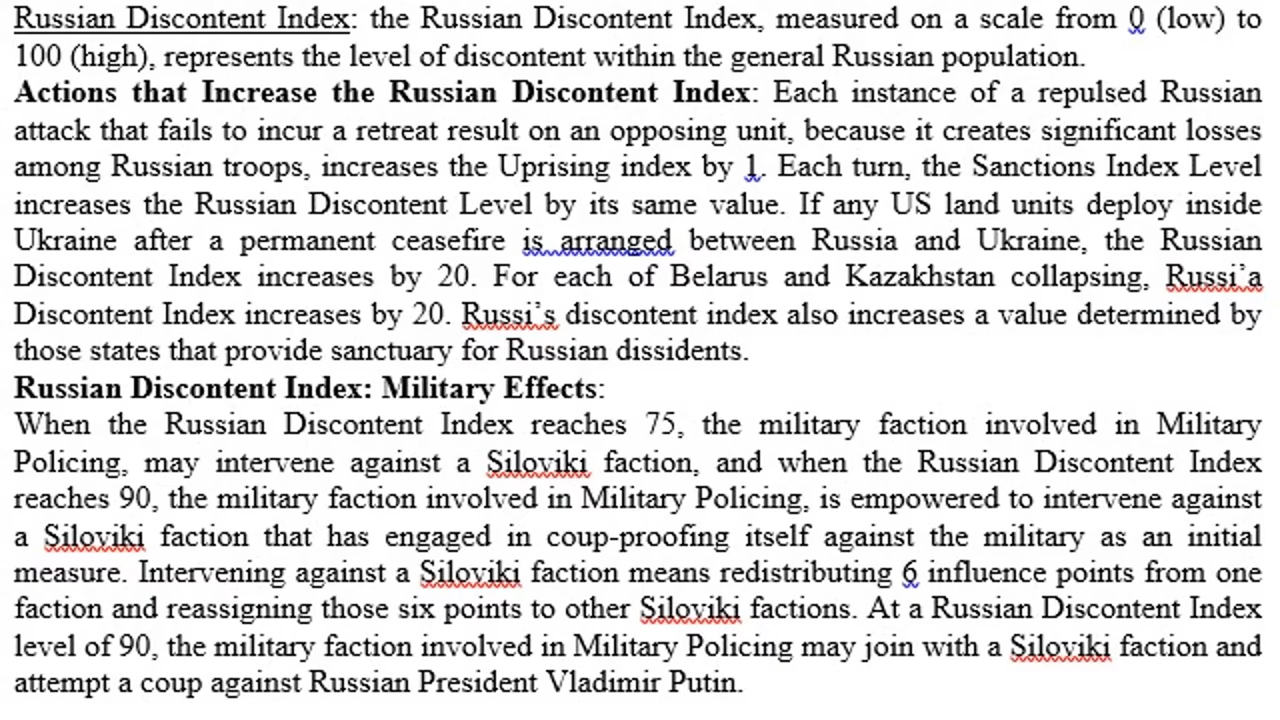 Russian Discontent Index: the Russian Discontent Index, measured on a scale from 0 (low) to
100 (high), represents the level of discontent within the general Russian population.
Actions that Increase the Russian Discontent Index: Each instance of a repulsed Russian
attack that fails to incur a retreat result on an opposing unit, because it creates significant losses
among Russian troops, increases the Uprising index by 1. Each turn, the Sanctions Index Level
increases the Russian Discontent Level by its same value. If any US land units deploy inside
Ukraine after a permanent ceasefire is arranged between Russia and Ukraine, the Russian
Discontent Index increases by 20. For each of Belarus and Kazakhstan collapsing, Russi’a
Discontent Index increases by 20. Russi’s discontent index also increases a value determined by
those states that provide sanctuary for Russian dissidents.
Russian Discontent Index: Military Effects:
When the Russian Discontent Index reaches 75, the military faction involved in Military
Policing, may intervene against a Siloviki faction, and when the Russian Discontent Index
reaches 90, the military faction involved in Military Policing, is empowered to intervene against
a Siloviki faction that has engaged in coup-proofing itself against the military as an initial
measure. Intervening against a Siloviki faction means redistributing 6 influence points from one
faction and reassigning those six points to other Siloviki factions. At a Russian Discontent Index
level of 90, the military faction involved in Military Policing may join with a Siloviki faction and
attempt a coup against Russian President Vladimir Putin.